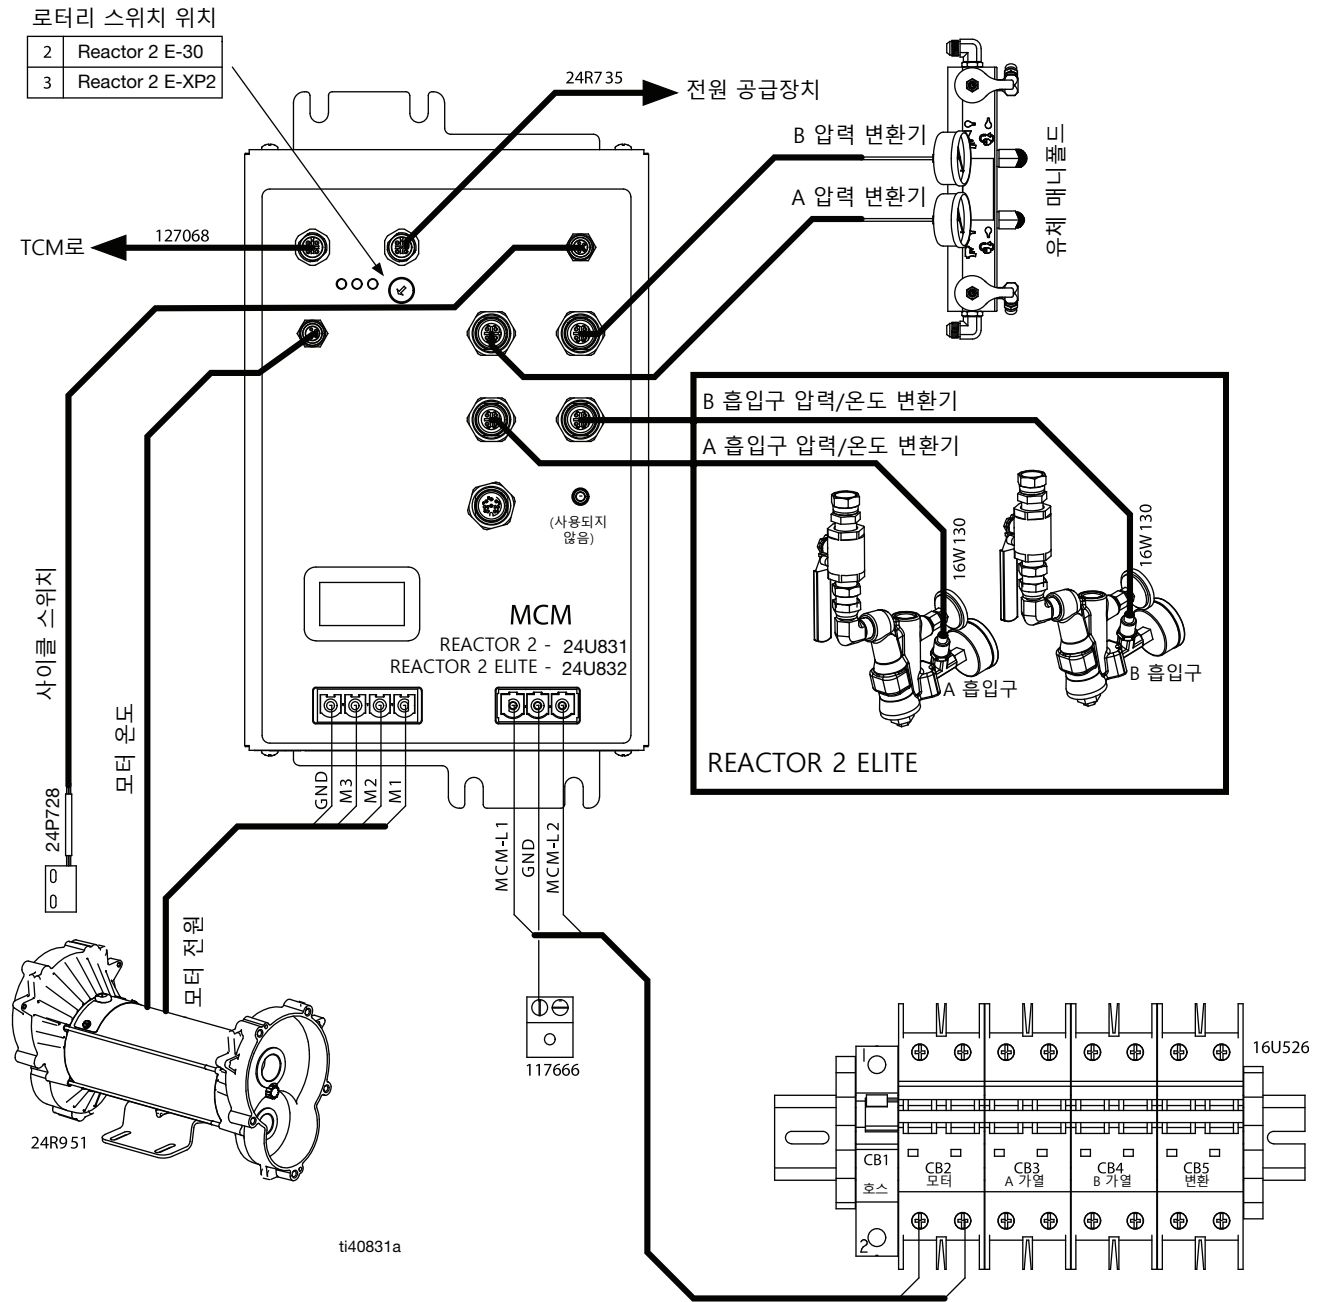 로터리 스위치 위치
2 Reactor 2 E-30
3 Reactor 2 E-XP2
24R735
전원 공급장치
B 압력 변환기
A 압력 변환기
유체 매니폴드
TCM로
127068
B 흡입구 압력/온도 변환기
A 흡입구 압력/온도 변환기
16W130
16W130
(사용되지
않음)
MCM
REACTOR 2 - 24U831
REACTOR 2 ELITE - 24U832
A 흡입구
B 흡입구
REACTOR 2 ELITE
사이클 스위치
모터 온도
24P728
GND
M3
M2
M1
MCM-L1
GND
MCM-L2
모터 전원
117666
24R951
16U526
1
CB1
호스
2
CB2
모터
CB3
A 가열
CB4
B 가열
CB5
변환
ti40831a